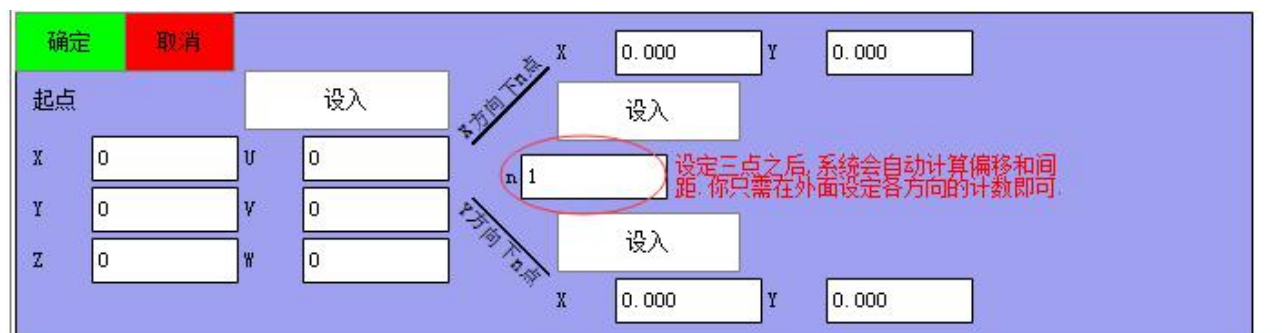 确定 取消
X 0.000 Y 0.000
X方向下n点
起点 设入 设入
X 0 U 0
n 1
设定三点之后,系统会自动计算偏移和间
距.你只需在外面设定各方向的计数即可.
Y 0 V 0
Y方向下n点
设入
Z 0 W 0
X 0.000 Y 0.000